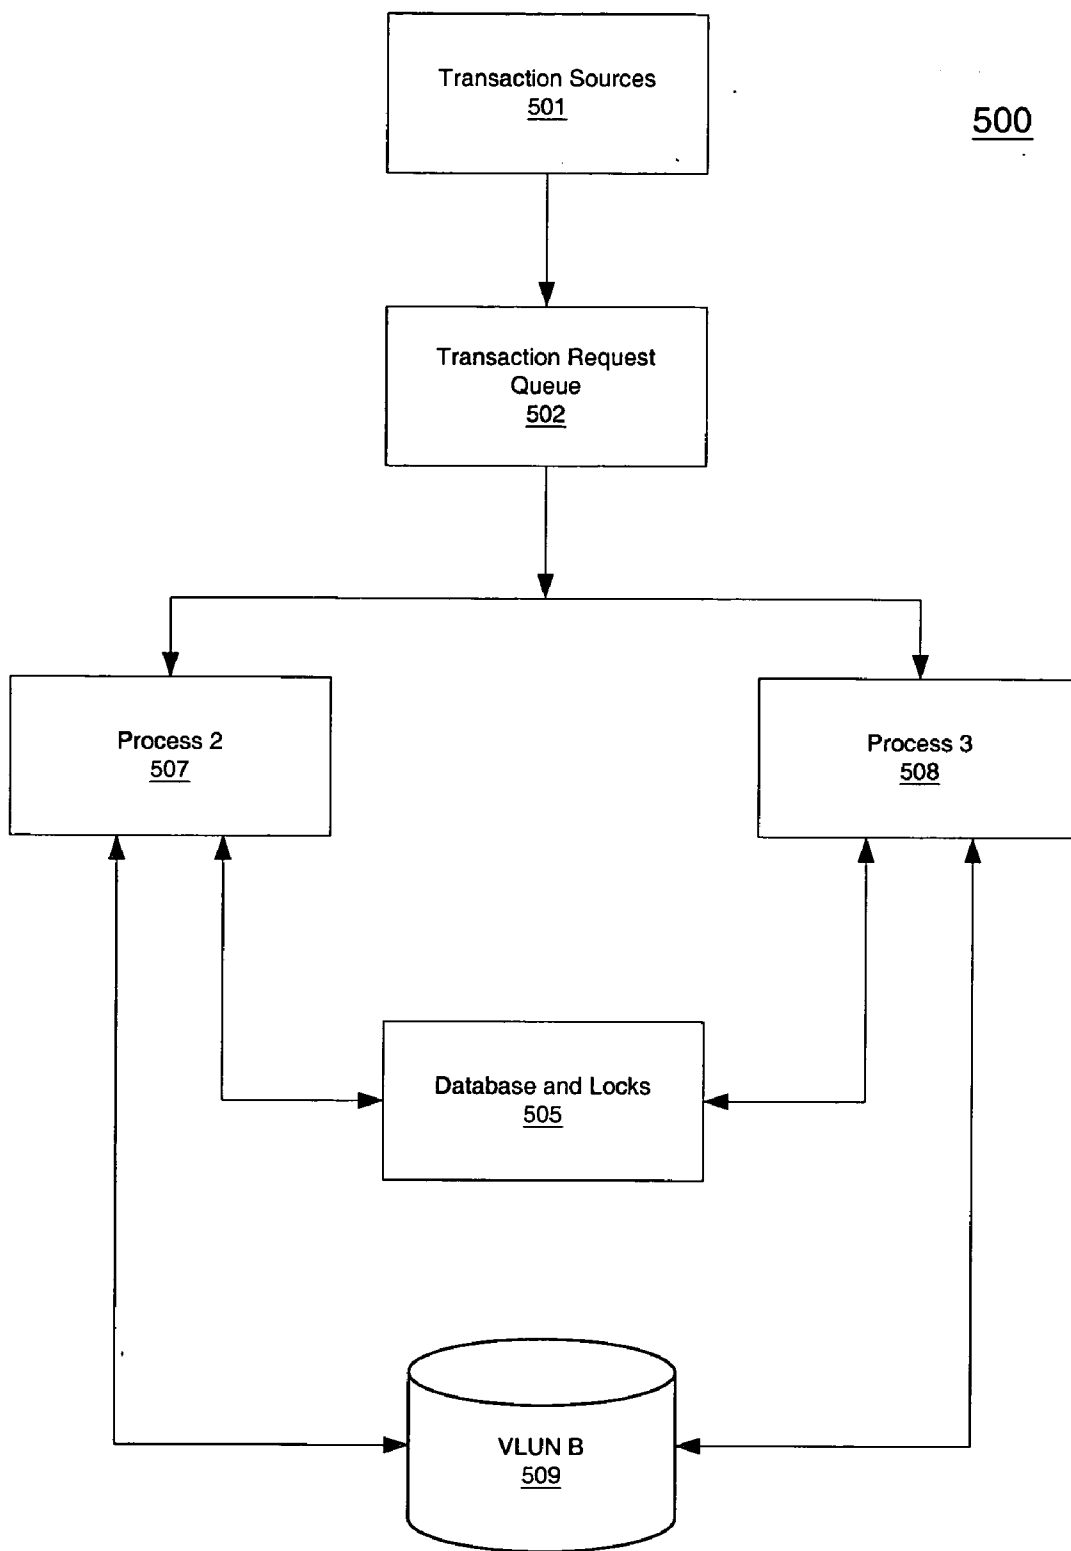 Transaction Sources
501
500
Transaction Request
Queue
502
Process 2
507
Process 3
508
Database and Locks
505
VLUN B
509